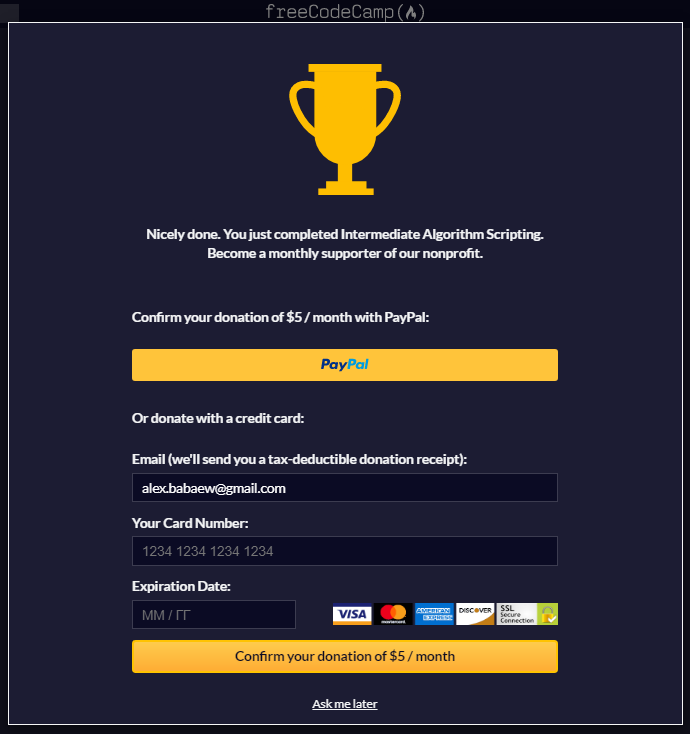 freeCodeCamp
Nicely done. You just completed Intermediate Algorithm Scripting.
Become a monthly supporter of our nonprofit.
Confirm your donation of $5 / month with PayPal:
PayPal
Or donate with a credit card:
Email (we'll send you a tax-deductible donation receipt):
alex.babaew@gmail.com
Your Card Number:
1234 1234 1234 1234
Expiration Date:
MM / ГГ
VISA mastercard AMERICAN EXPRESS DISCOVER SSL Secure Connection
Confirm your donation of $5 / month
Ask me later